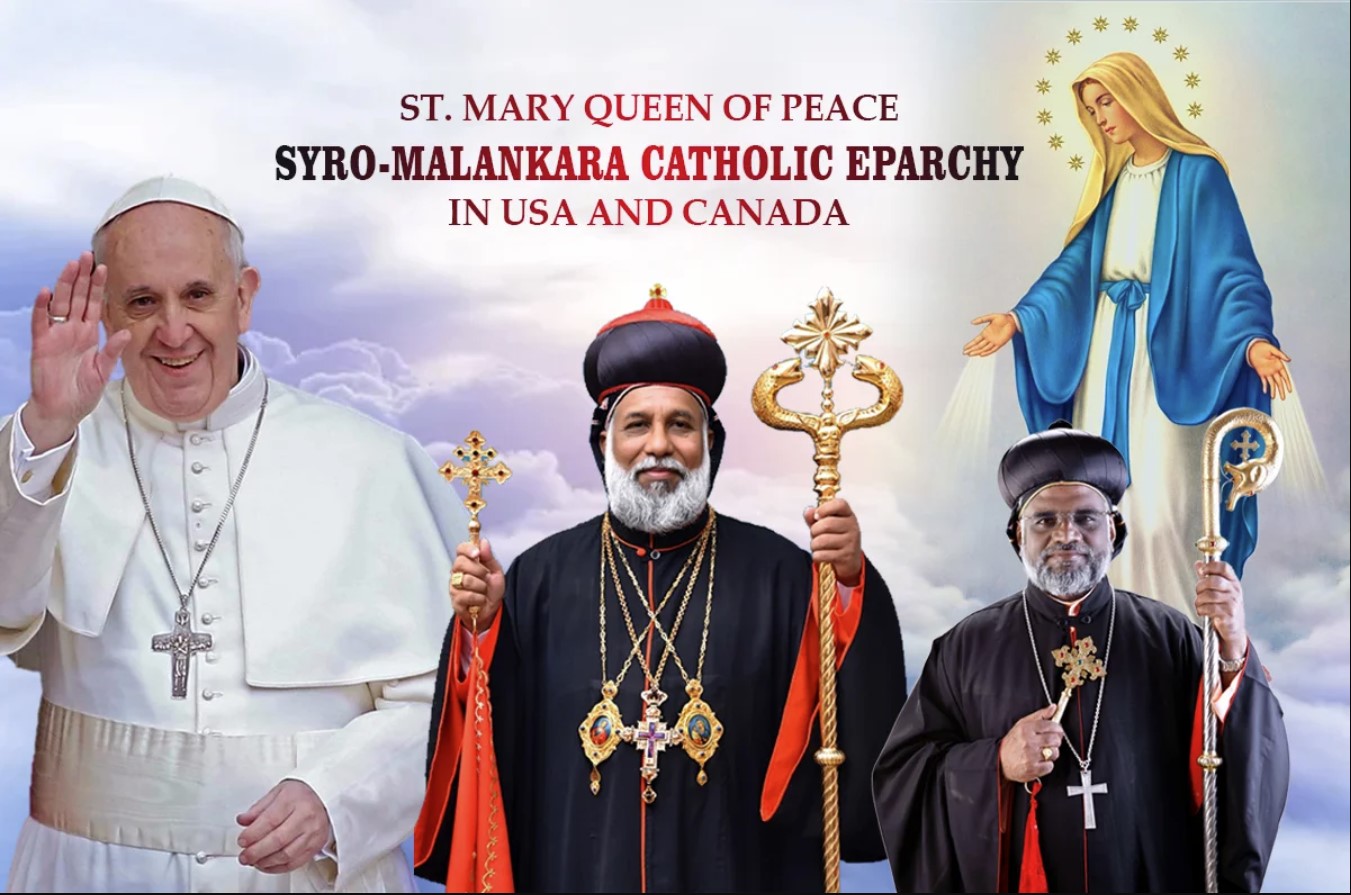 ST. MARY QUEEN OF PEACE
SYRO-MALANKARA CATHOLIC EPARCHY
IN USA AND CANADA